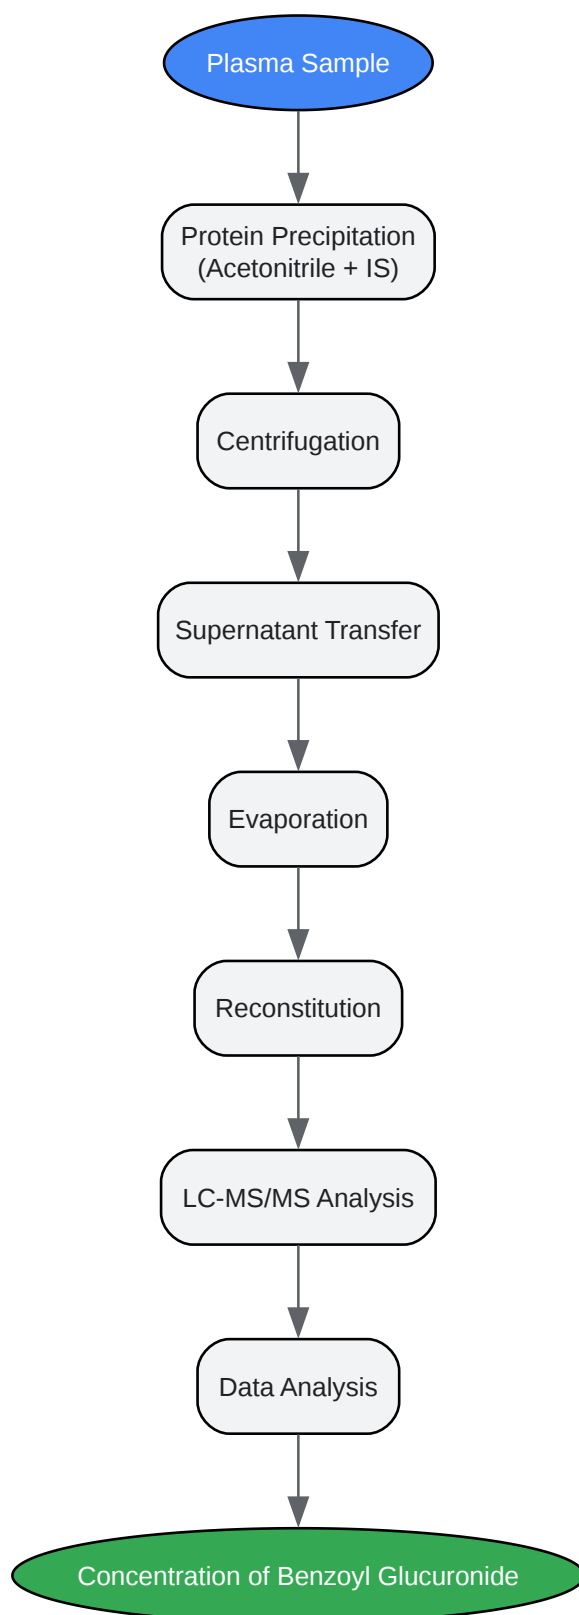 Plasma Sample
Protein Precipitation
(Acetonitrile + IS)
Centrifugation
Supernatant Transfer
Evaporation
Reconstitution
LC-MS/MS Analysis
Data Analysis
Concentration of Benzoyl Glucuronide